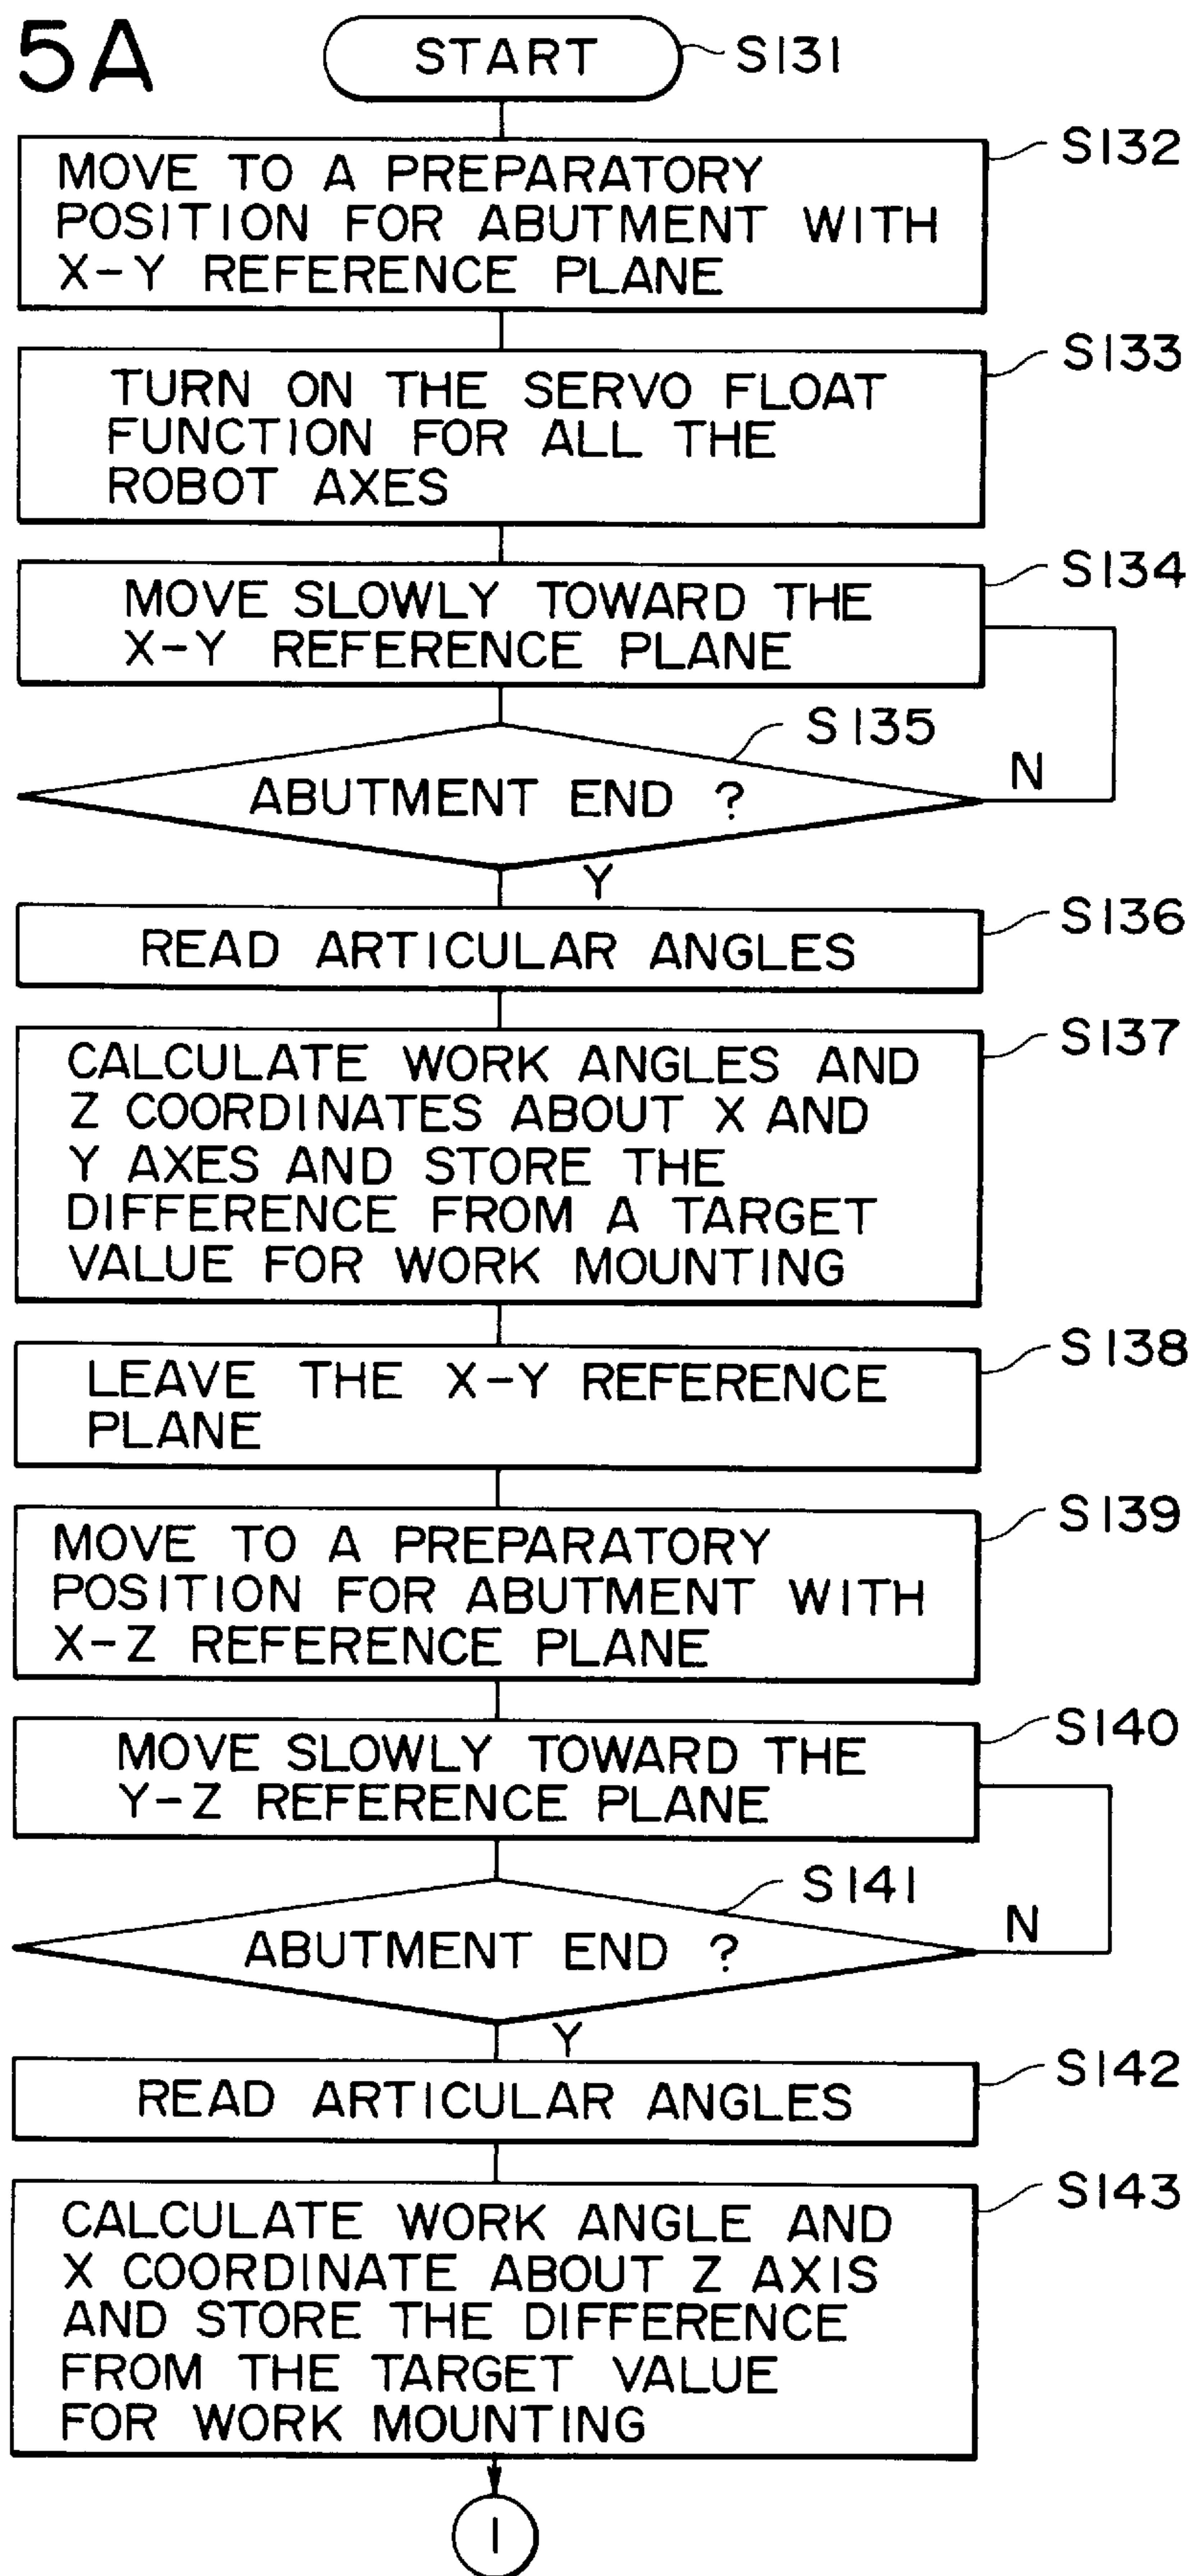 5A
START
S131
MOVE TO A PREPARATORY
POSITION FOR ABUTMENT WITH
X-Y REFERENCE PLANE
S132
TURN ON THE SERVO FLOAT
FUNCTION FOR ALL THE
ROBOT AXES
S133
MOVE SLOWLY TOWARD THE
X-Y REFERENCE PLANE
S134
S135
ABUTMENT END ?
N
Y
READ ARTICULAR ANGLES
S136
CALCULATE WORK ANGLES AND
Z COORDINATES ABOUT X AND
Y AXES AND STORE THE
DIFFERENCE FROM A TARGET
VALUE FOR WORK MOUNTING
S137
LEAVE THE X-Y REFERENCE
PLANE
S138
MOVE TO A PREPARATORY
POSITION FOR ABUTMENT WITH
X-Z REFERENCE PLANE
S139
MOVE SLOWLY TOWARD THE
Y-Z REFERENCE PLANE
S140
S141
ABUTMENT END ?
N
Y
READ ARTICULAR ANGLES
S142
CALCULATE WORK ANGLE AND
X COORDINATE ABOUT Z AXIS
AND STORE THE DIFFERENCE
FROM THE TARGET VALUE
FOR WORK MOUNTING
S143
1